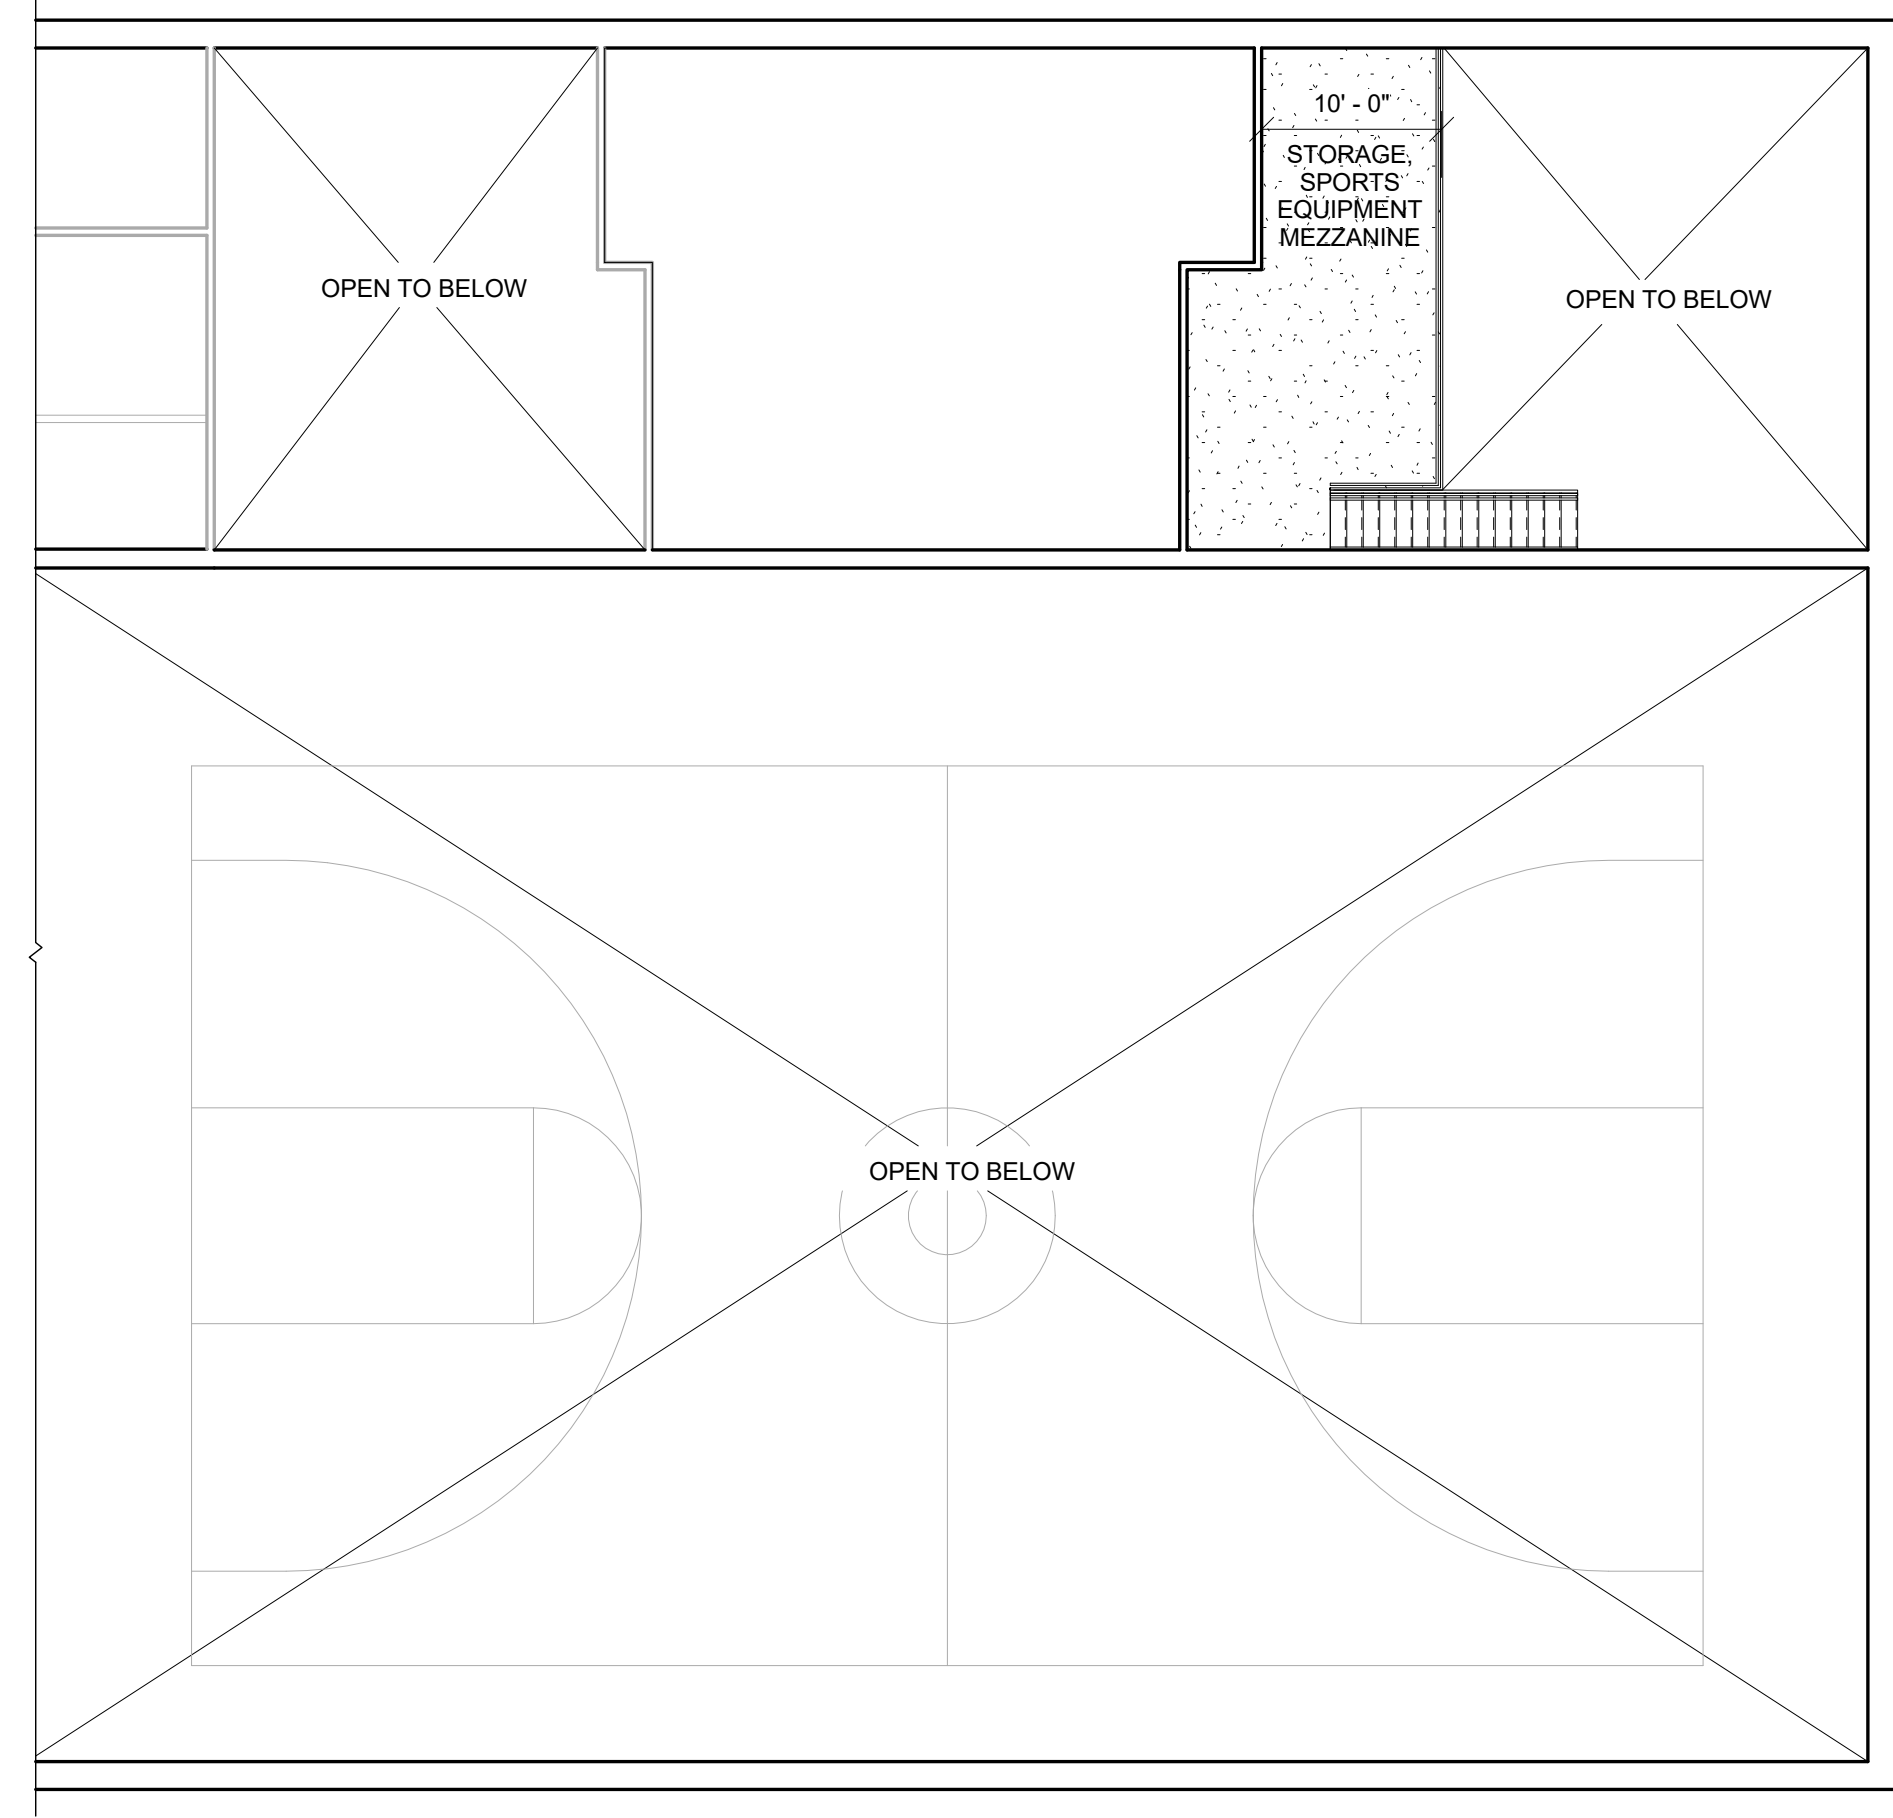 10' - 0"
STORAGE,
SPORTS
EQUIPMENT
MEZZANINE
OPEN TO BELOW
OPEN TO BELOW
OPEN TO BELOW